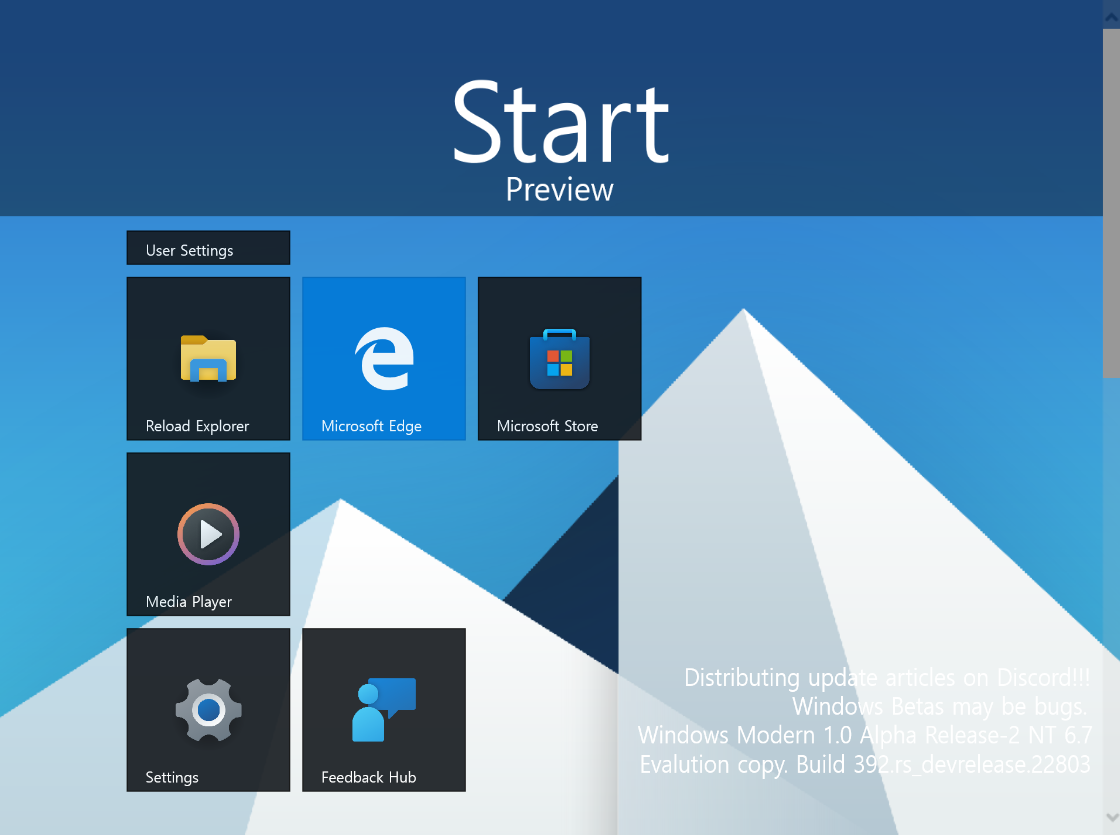 Start
Preview
User Settings
Reload Explorer
Microsoft Edge
Microsoft Store
Media Player
Settings
Feedback Hub
Distributing update articles on Discord!!!
Windows Betas may be bugs.
Windows Modern 1.0 Alpha Release-2 NT 6.7
Evalution copy. Build 392.rs_devrelease.22803